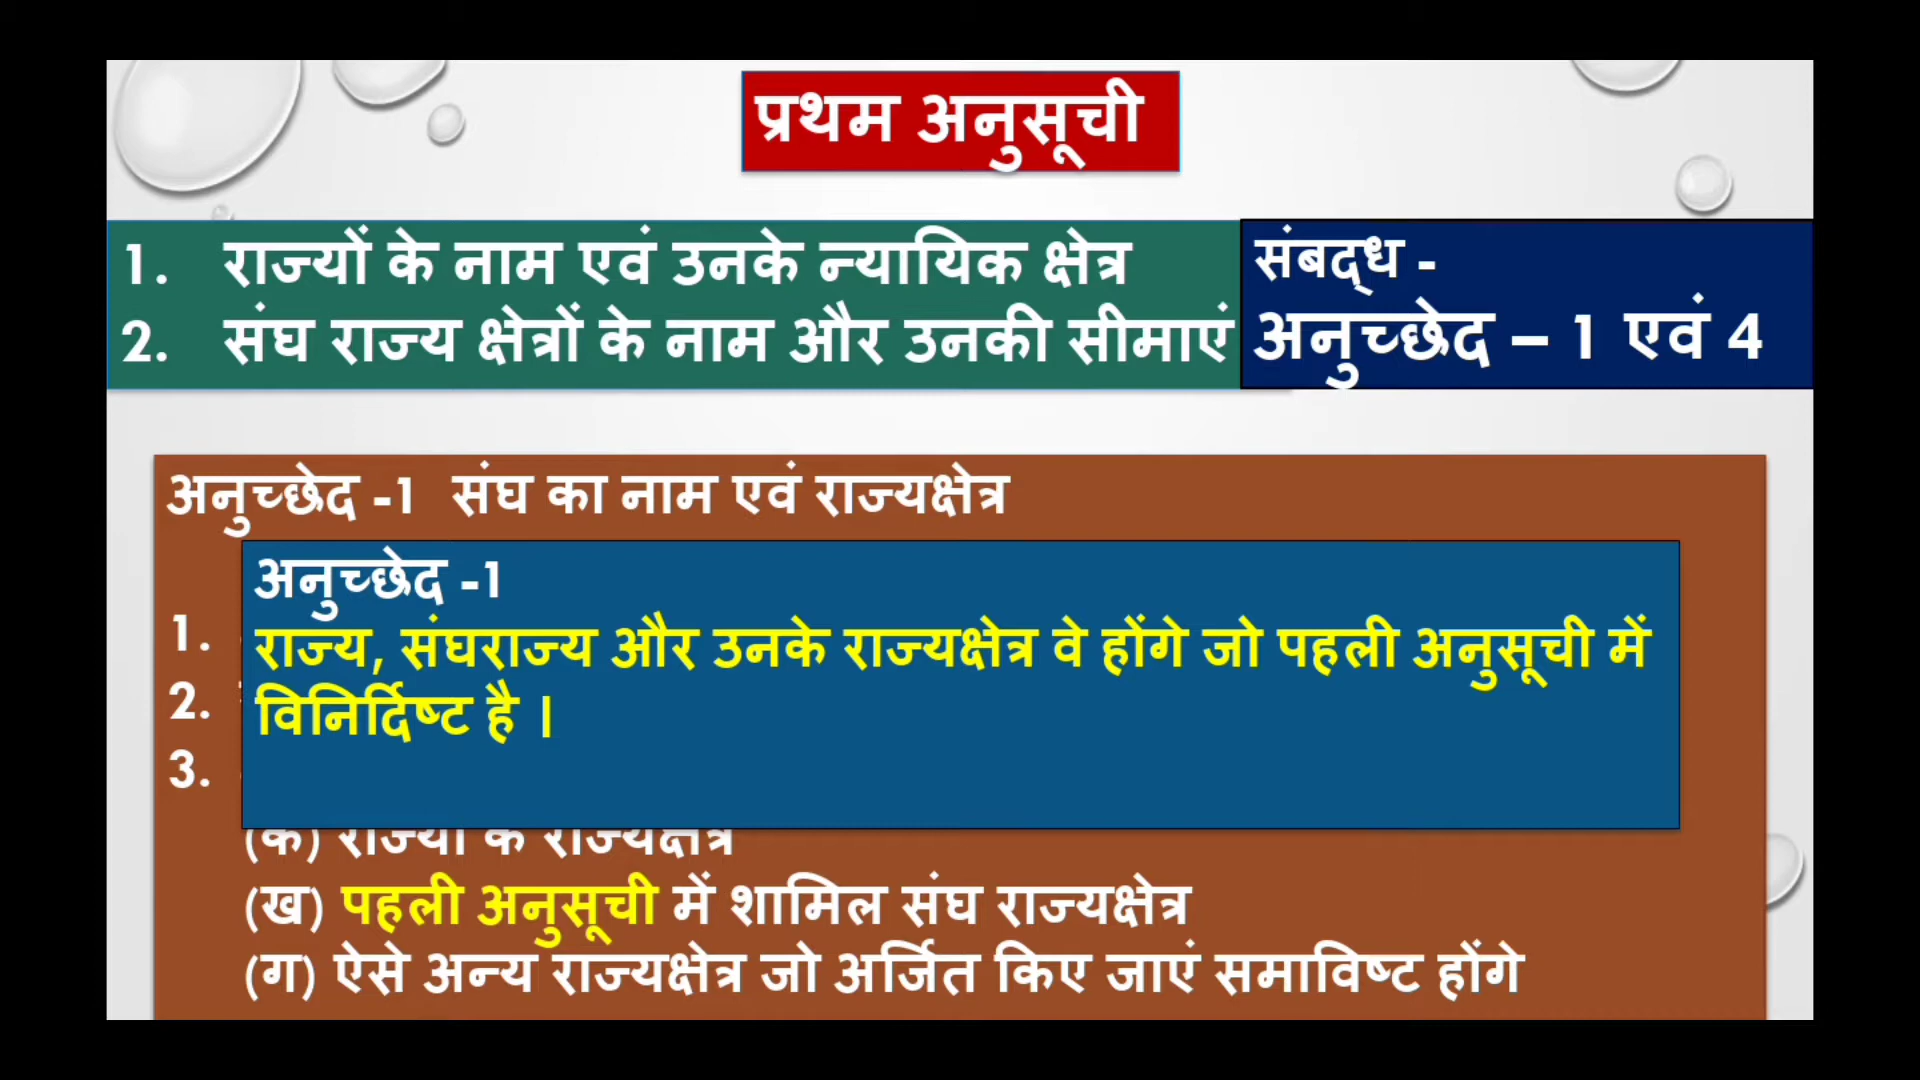 प्रथम अनुसूची
1. राज्यों के नाम एवं उनके न्यायिक क्षेत्र
2. संघ राज्य क्षेत्रों के नाम और उनकी सीमाएं
संबद्ध -
अनुच्छेद – 1 एवं 4
अनुच्छेद -1 संघ का नाम एवं राज्यक्षेत्र
अनुच्छेद -1
राज्य, संघराज्य और उनके राज्यक्षेत्र वे होंगे जो पहली अनुसूची में
विनिर्दिष्ट है ।
1.
2.
3.
(क) राज्यों के राज्यक्षेत्र
(ख) पहली अनुसूची में शामिल संघ राज्यक्षेत्र
(ग) ऐसे अन्य राज्यक्षेत्र जो अर्जित किए जाएं समाविष्ट होंगे